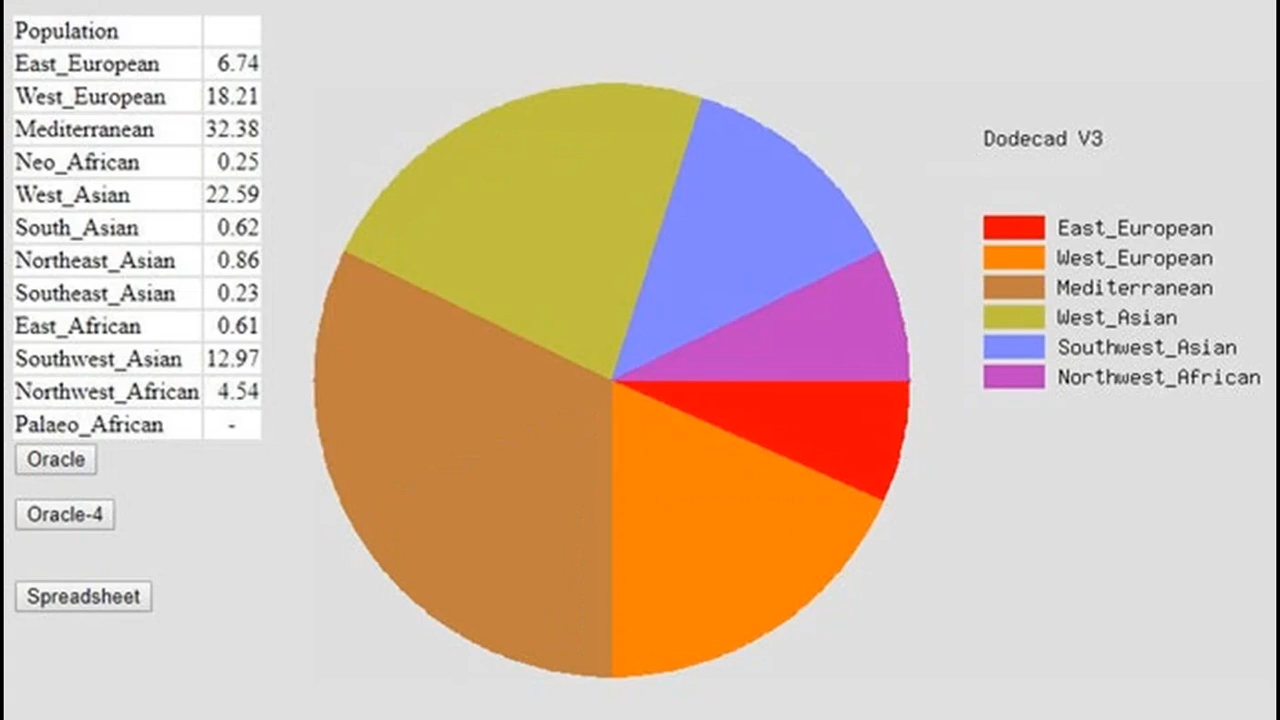 Population
East_European 6.74
West_European 18.21
Mediterranean 32.38
Neo_African 0.25
West_Asian 22.59
South_Asian 0.62
Northeast_Asian 0.86
Southeast_Asian 0.23
East_African 0.61
Southwest_Asian 12.97
Northwest_African 4.54
Palaeo_African -
Oracle
Oracle-4
Spreadsheet
Dodecad V3
East_European
West_European
Mediterranean
West_Asian
Southwest_Asian
Northwest_African